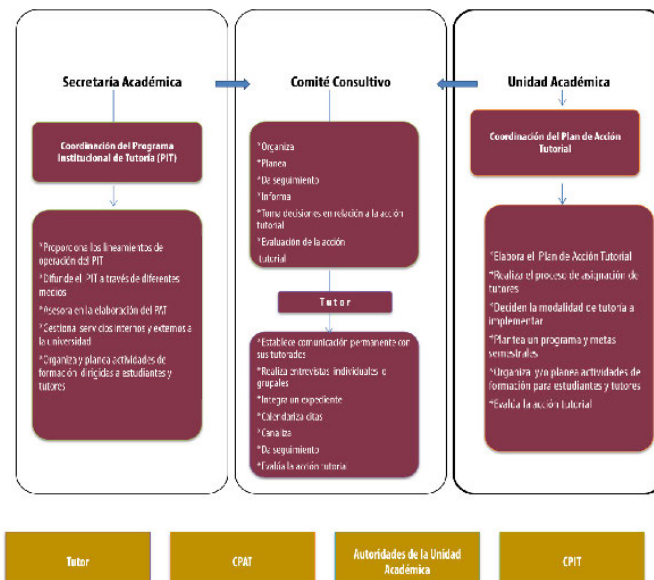 Secretaría Académica
Coordinación del Programa
Institucional de Tutoría (PIT)
*Proporciona los lineamientos de
operación del PIT
*Difunde el PIT a través de diferentes
medios
*Asesora en la elaboración del PAT
*Gestiona servicios internos y externos a
la universidad
*Organiza y planea actividades de
formación dirigidas a estudiantes y
tutores
Comité Consultivo
*Organiza
*Planea
*Da seguimiento
*Informa
*Toma decisiones en relación a la acción
tutorial
*Evaluación de la acción
tutorial
Tutor
*Establece comunicación permanente con
sus tutorados
*Realiza entrevistas individuales o
grupales
*Integra un expediente
*Calendariza citas
*Canaliza
*Da seguimiento
*Evalúa la acción tutorial
Unidad Académica
Coordinación del Plan de Acción
Tutorial
*Elabora el Plan de Acción Tutorial
*Realiza el proceso de asignación de
tutores
*Deciden la modalidad de tutoría a
implementar
*Plantea un programa y metas
semestrales
*Organiza y/o planea actividades de
formación para estudiantes y tutores
*Evalúa la acción tutorial
Tutor
CPAT
Autoridades de la Unidad
Académica
CPIT